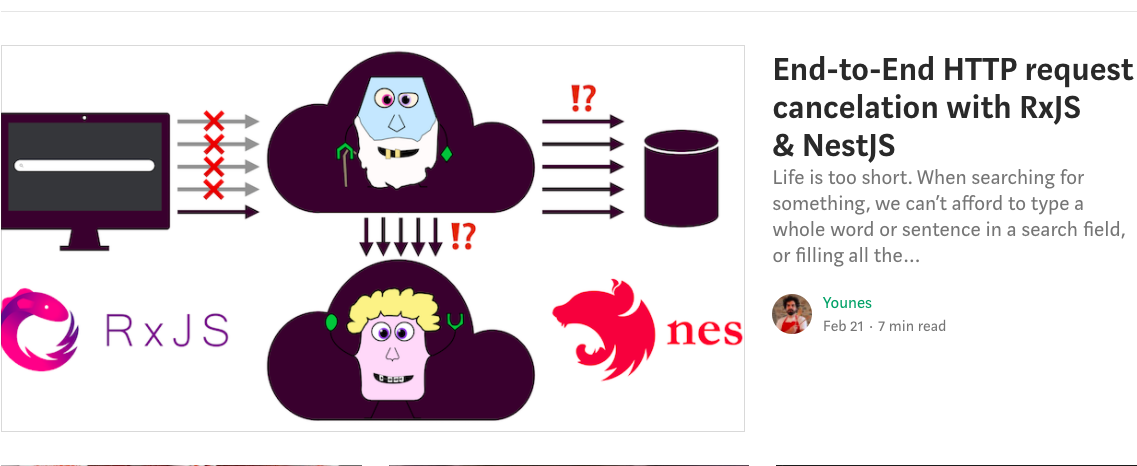 !?
!?
RxJS
nes
End-to-End HTTP request
cancelation with RxJS
& NestJS
Life is too short. When searching for
something, we can’t afford to type a
whole word or sentence in a search field,
or filling all the…
Younes
Feb 21 · 7 min read